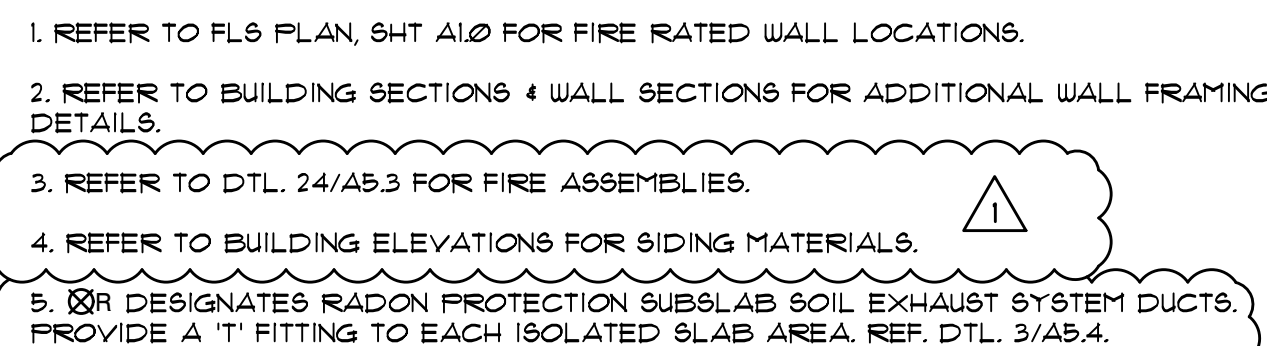 1. REFER TO FLS PLAN, SHT A1.0 FOR FIRE RATED WALL LOCATIONS.
2. REFER TO BUILDING SECTIONS & WALL SECTIONS FOR ADDITIONAL WALL FRAMING
DETAILS.
3. REFER TO DTL. 24/A5.3 FOR FIRE ASSEMBLIES.
1
4. REFER TO BUILDING ELEVATIONS FOR SIDING MATERIALS.
5. ⊗R DESIGNATES RADON PROTECTION SUBSLAB SOIL EXHAUST SYSTEM DUCTS.
PROVIDE A 'T' FITTING TO EACH ISOLATED SLAB AREA. REF. DTL. 3/A5.4.